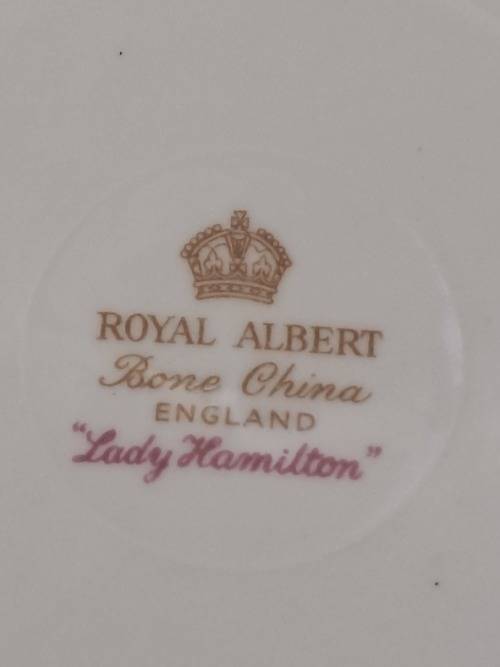 ROYAL ALBERT
Bone China
ENGLAND
"Lady Hamilton"